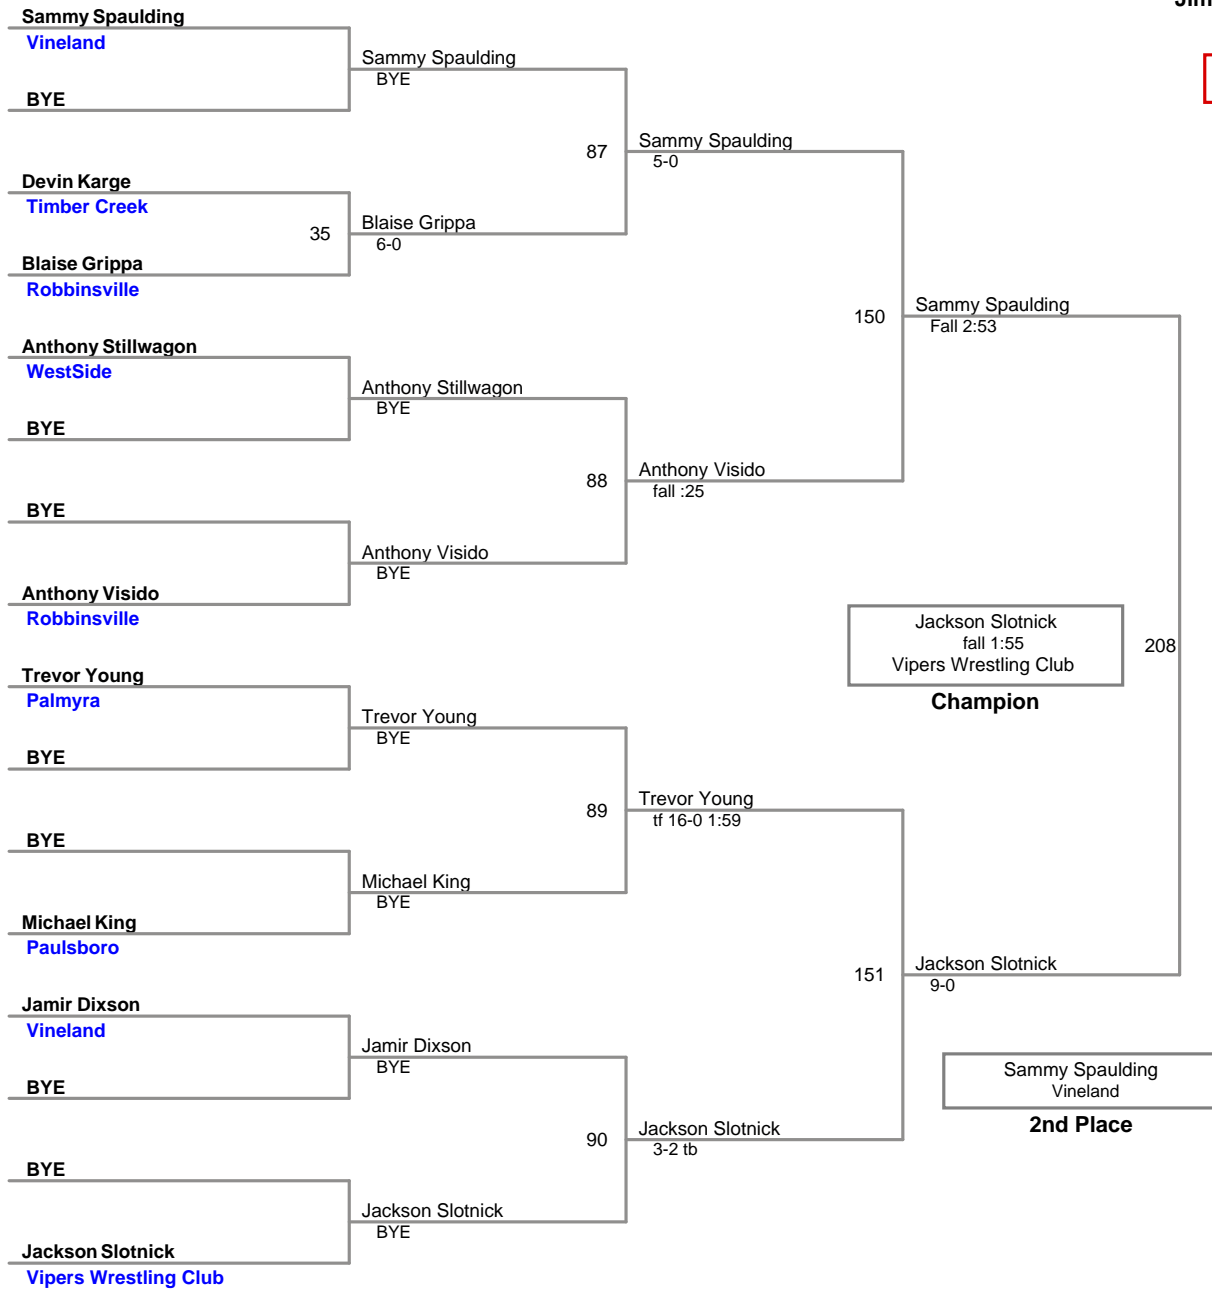 Jim
Sammy Spaulding
Vineland
BYE
Devin Karge
Timber Creek
35
Blaise Grippa
Robbinsville
Anthony Stillwagon
WestSide
BYE
BYE
Anthony Visido
Robbinsville
Trevor Young
Palmyra
BYE
BYE
Michael King
Paulsboro
Jamir Dixson
Vineland
BYE
BYE
Jackson Slotnick
Vipers Wrestling Club
Sammy Spaulding
BYE
87
Blaise Grippa
6-0
Anthony Stillwagon
BYE
88
Anthony Visido
BYE
Trevor Young
BYE
89
Michael King
BYE
Jamir Dixson
BYE
90
Jackson Slotnick
BYE
Sammy Spaulding
5-0
150
Anthony Visido
fall :25
Trevor Young
tf 16-0 1:59
151
Jackson Slotnick
3-2 tb
Sammy Spaulding
Fall 2:53
Jackson Slotnick
fall 1:55
Vipers Wrestling Club
208
Champion
Jackson Slotnick
9-0
Sammy Spaulding
Vineland
2nd Place